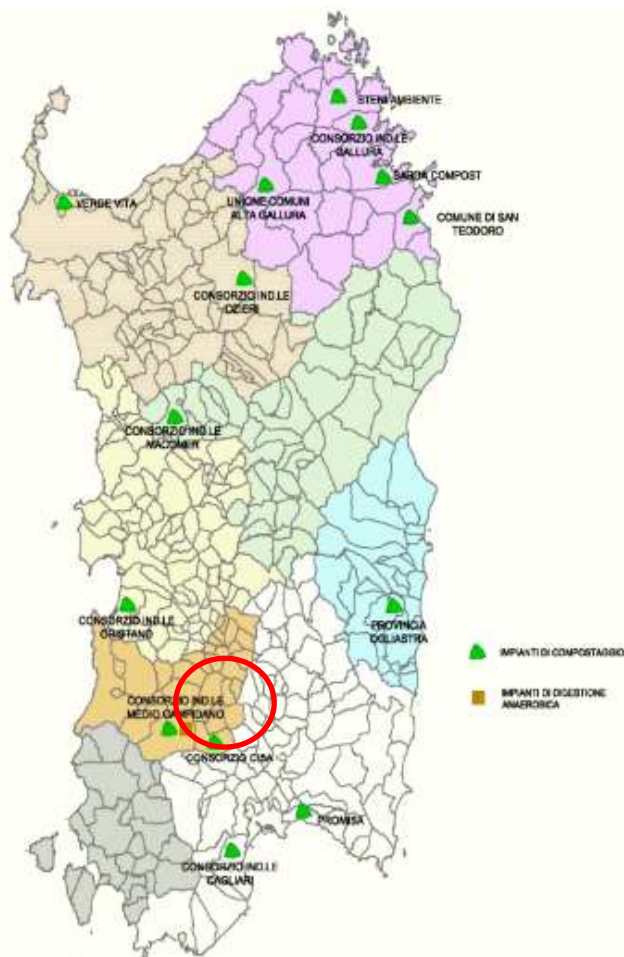 STENI AMBIENTE
CONSORZIO IND.LE
GALLURA
SARDA COMPOST
VERDE VITA
UNIONE COMUNI
ALTA GALLURA
COMUNE DI SAN
TEODORO
CONSORZIO IND.LE
OZIERI
CONSORZIO IND.LE
MACOMER
CONSORZIO IND.LE
ORISTANO
PROVINCIA
OGLIASTRA
IMPIANTI DI COMPOSTAGGIO
IMPIANTI DI DIGESTIONE
ANAEROBICA
CONSORZIO IND.LE
MEDIO CAMPIDANO
CONSORZIO CISA
PROMISA
CONSORZIO IND.LE
CAGLIARI